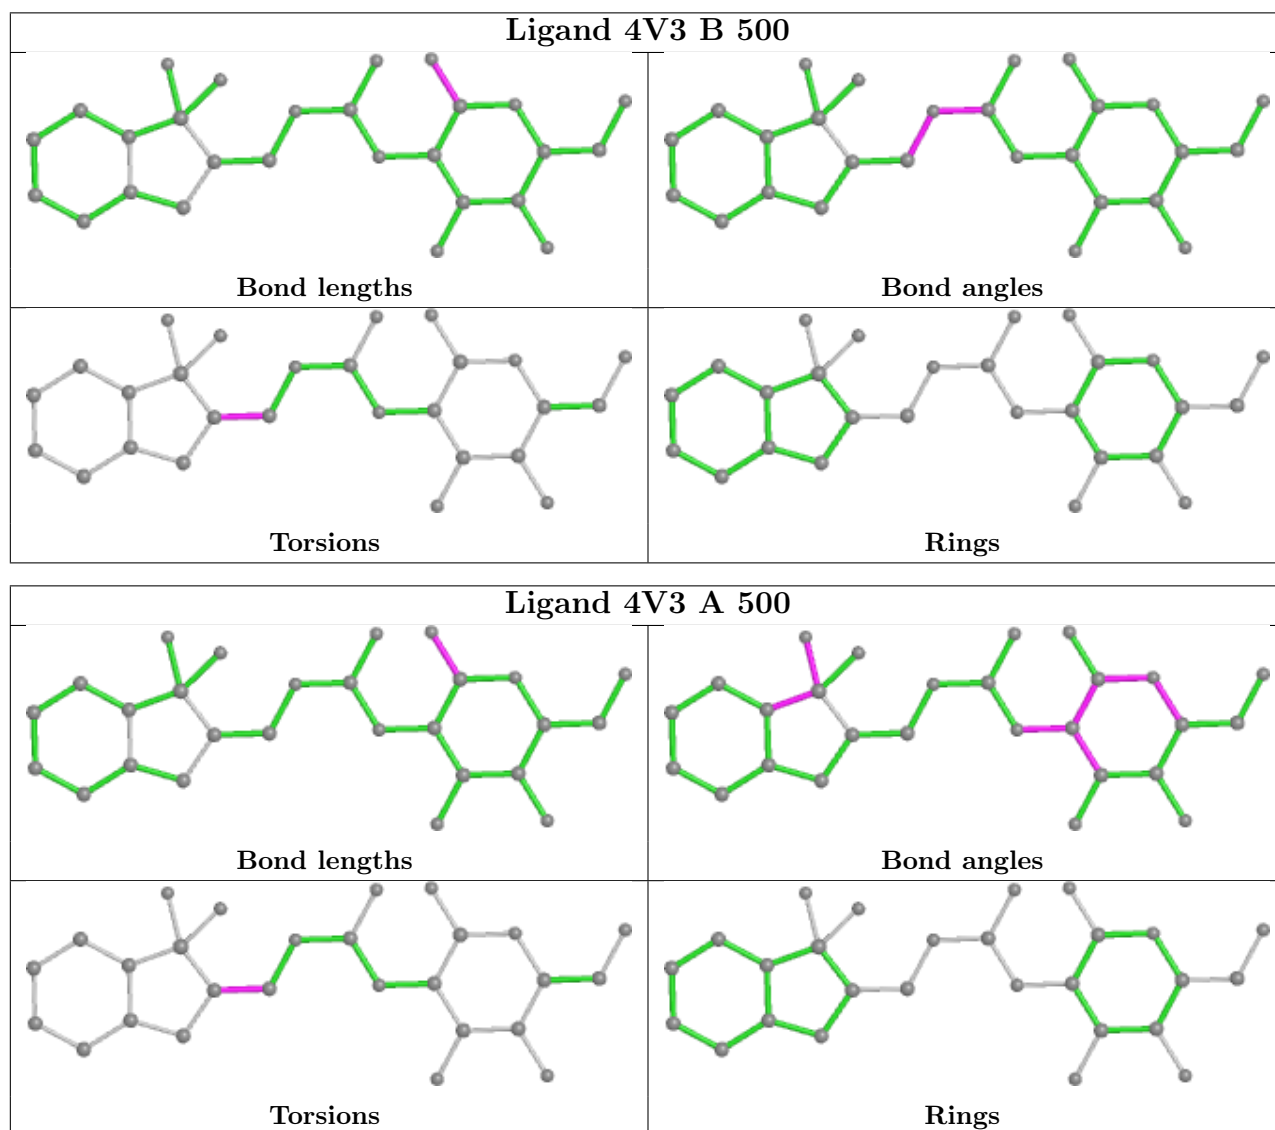 Ligand 4V3 B 500
Bond lengths
Bond angles
Torsions
Rings
Ligand 4V3 A 500
Bond lengths
Bond angles
Torsions
Rings